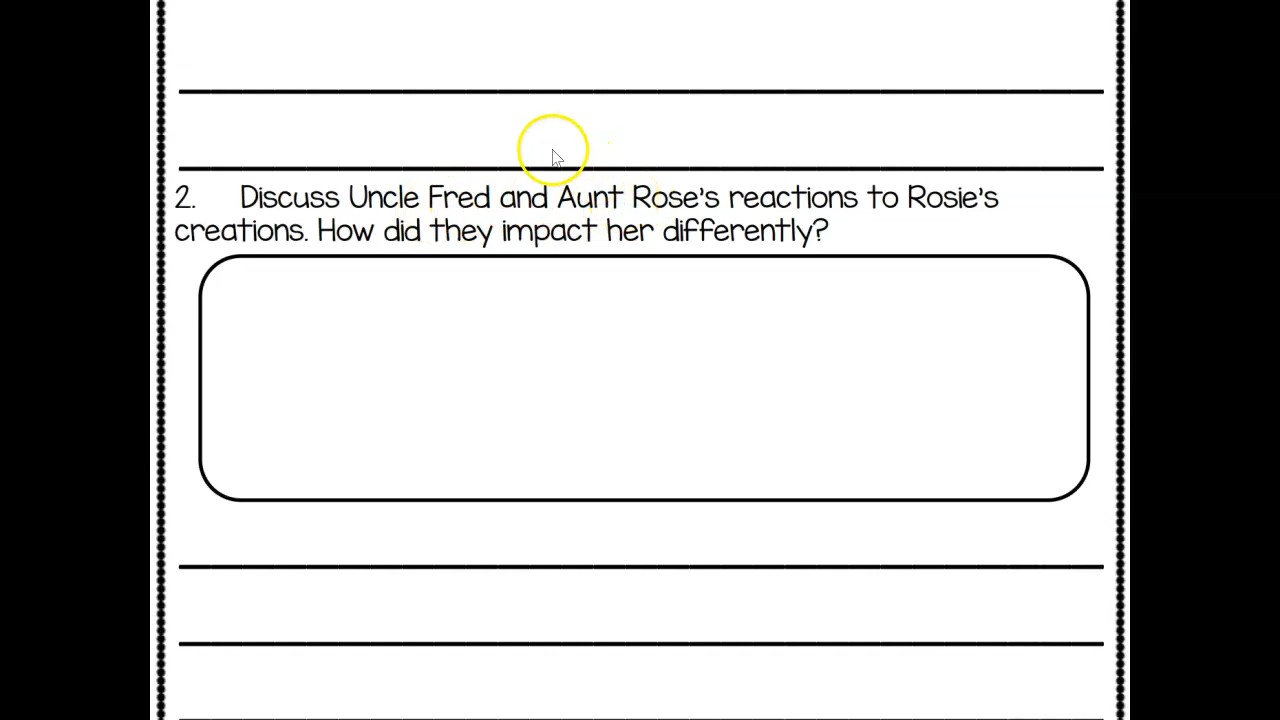 2. Discuss Uncle Fred and Aunt Rose's reactions to Rosie's
creations. How did they impact her differently?